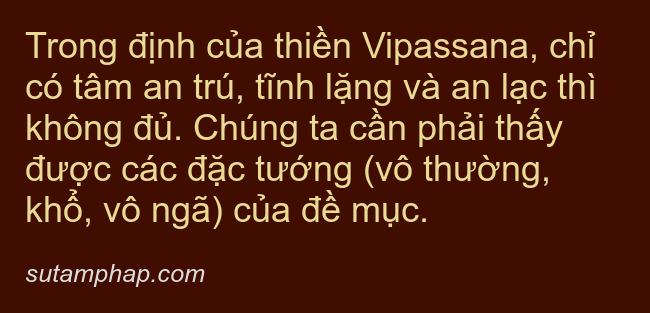 Trong định của thiền Vipassana, chỉ
có tâm an trú, tĩnh lặng và an lạc thì
không đủ. Chúng ta cần phải thấy
được các đặc tướng (vô thường,
khổ, vô ngã) của đề mục.
sutamphap.com